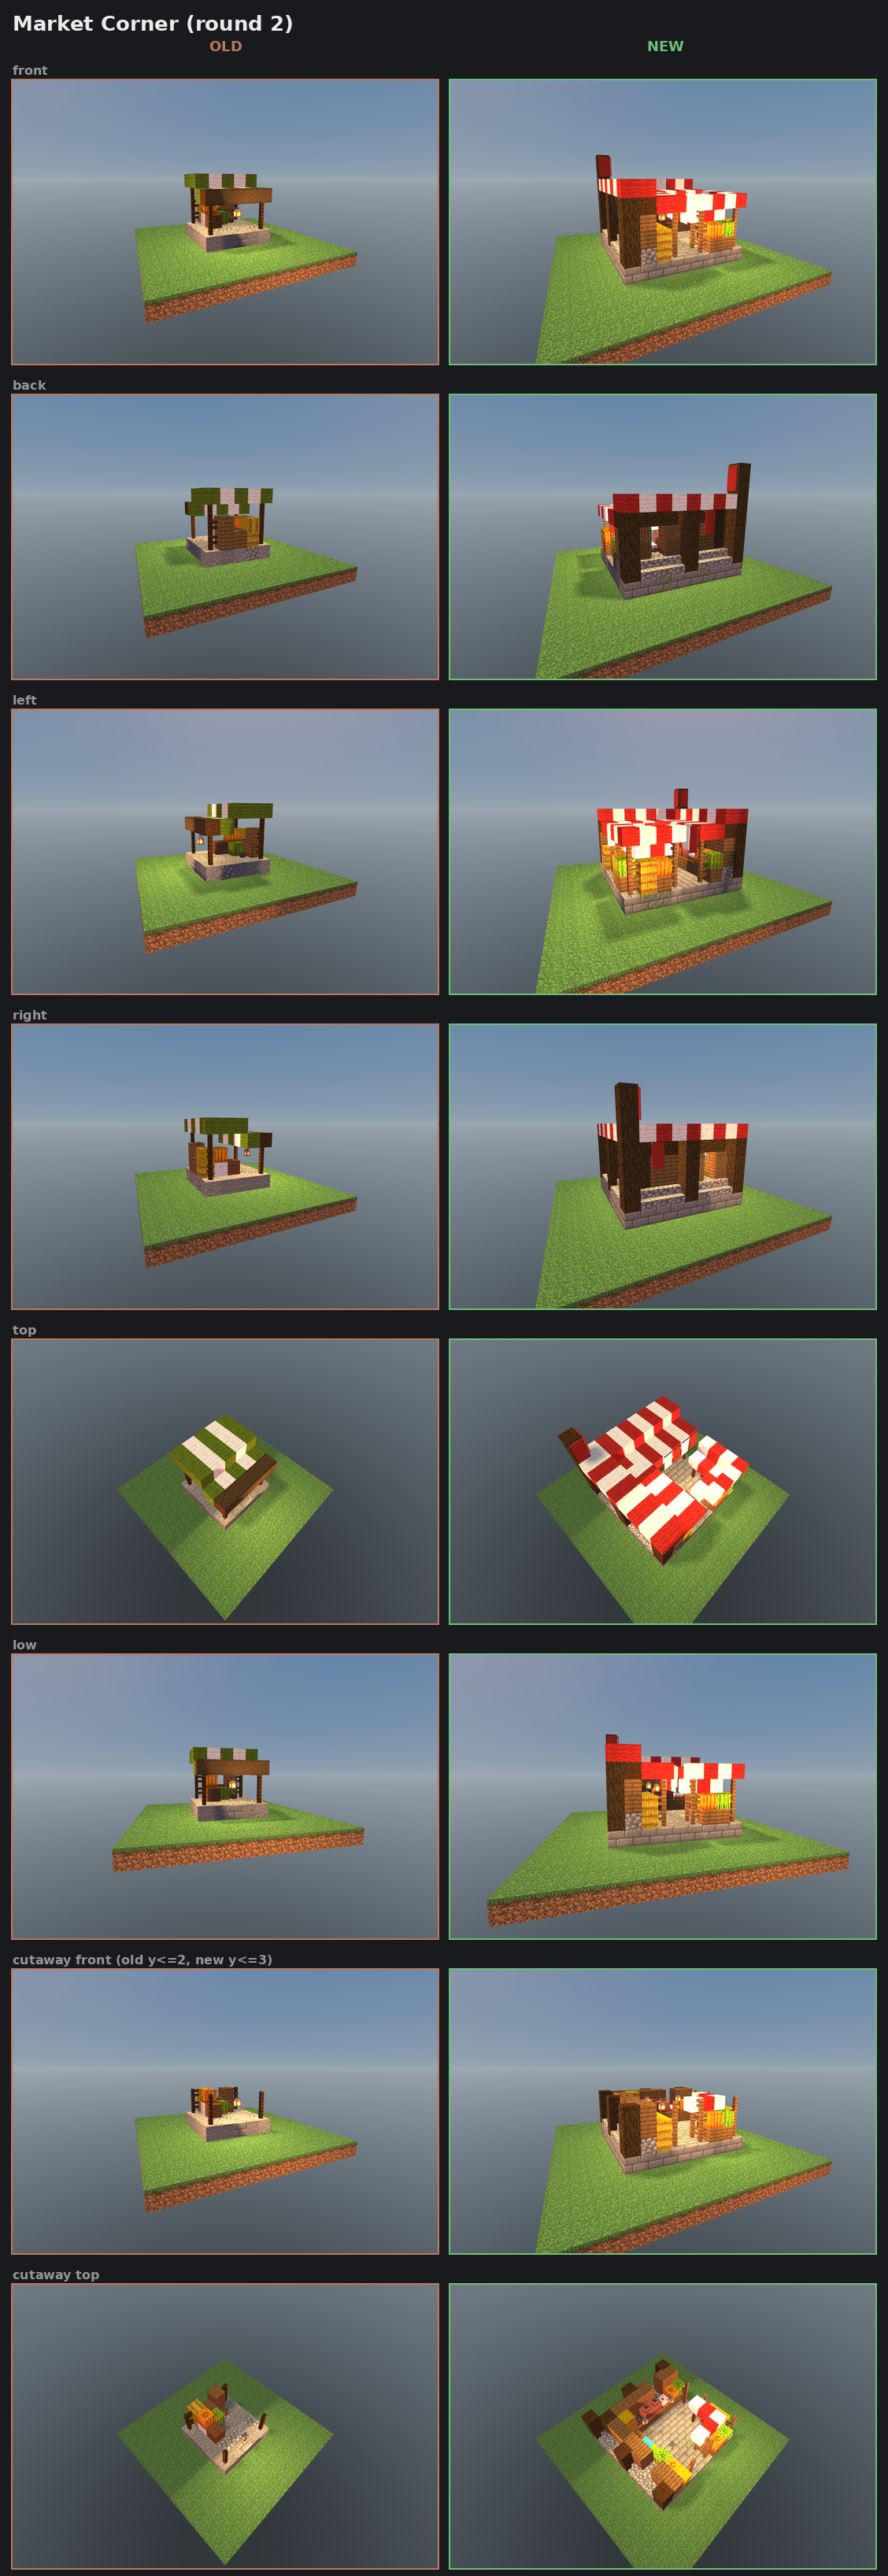 Market Corner (round 2)
OLD
NEW
front
back
left
right
top
low
cutaway front (old y<=2, new y<=3)
cutaway top